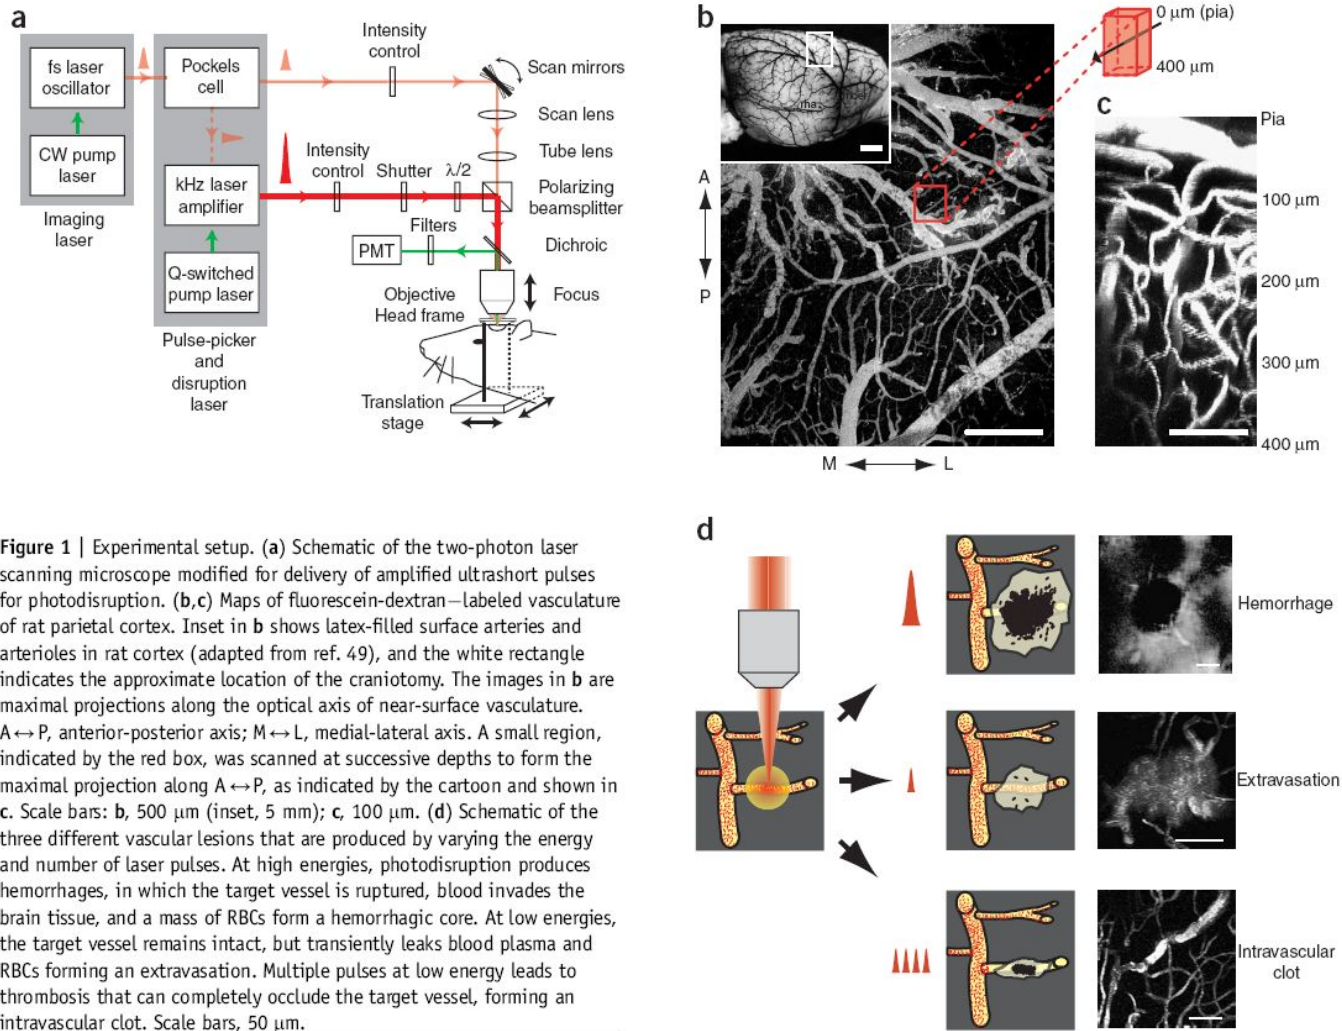 a
fs laser
oscillator
Pockels
cell
Intensity
control
Scan mirrors
Scan lens
CW pump
laser
Tube lens
kHz laser
amplifier
Intensity
control
Shutter
λ/2
Polarizing
beamsplitter
Imaging
laser
Filters
PMT
Dichroic
Q-switched
pump laser
Objective
Focus
Head frame
Pulse-picker
and
disruption
laser
Translation
stage
b
rha
A
P
M
L
0 µm (pia)
400 µm
c
Pia
100 µm
200 µm
300 µm
400 µm
Figure 1 | Experimental setup. (a) Schematic of the two-photon laser
scanning microscope modified for delivery of amplified ultrashort pulses
for photodisruption. (b,c) Maps of fluorescein-dextran–labeled vasculature
of rat parietal cortex. Inset in b shows latex-filled surface arteries and
arterioles in rat cortex (adapted from ref. 49), and the white rectangle
indicates the approximate location of the craniotomy. The images in b are
maximal projections along the optical axis of near-surface vasculature.
A↔P, anterior-posterior axis; M↔L, medial-lateral axis. A small region,
indicated by the red box, was scanned at successive depths to form the
maximal projection along A↔P, as indicated by the cartoon and shown in
c. Scale bars: b, 500 µm (inset, 5 mm); c, 100 µm. (d) Schematic of the
three different vascular lesions that are produced by varying the energy
and number of laser pulses. At high energies, photodisruption produces
hemorrhages, in which the target vessel is ruptured, blood invades the
brain tissue, and a mass of RBCs form a hemorrhagic core. At low energies,
the target vessel remains intact, but transiently leaks blood plasma and
RBCs forming an extravasation. Multiple pulses at low energy leads to
thrombosis that can completely occlude the target vessel, forming an
intravascular clot. Scale bars, 50 µm.
d
Hemorrhage
Extravasation
Intravascular
clot